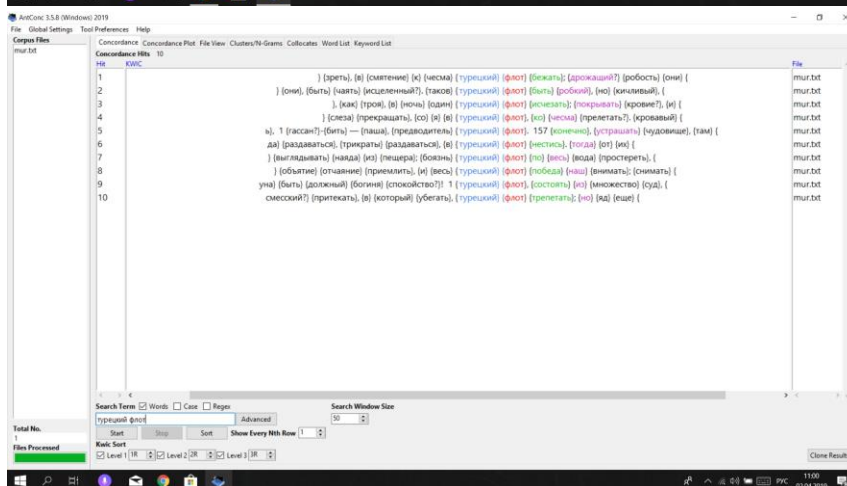 AntConc 3.5.8 (Windows) 2019
File Global Settings Tool Preferences Help
Corpus Files
mur.txt
Concordance Concordance Plot File View Clusters/N-Grams Collocates Word List Keyword List
Concordance Hits 10
Hit KWIC File
1 } {зреть}, {в} {смятение} {к} {чесма} {турецкий} {флот} {бежать}; {дрожащий?} {робость} {они} { mur.txt
2 } {они}, {быть} {чаять} {исцеленный?}. {таков} {турецкий} {флот} {быть} {робкий}, {но} {кичливый}, { mur.txt
3 }, {как} {троя}, {в} {ночь} {один} {турецкий} {флот} {исчезать}; {покрывать} {кровие?}, {и} { mur.txt
4 } {слеза} {прекращать}, {со} {я} {в} {турецкий} {флот}, {ко} {чесма} {прелетать?}. {кровавый} { mur.txt
5 ь}, 1 {гассан?}-{бить} — {паша}, {предводитель} {турецкий} {флот}. 157 {конечно}, {устрашать} {чудовище}, {там} { mur.txt
6 да} {раздаваться}, {трикраты} {раздаваться}, {в} {турецкий} {флот} {нестись}. {тогда} {от} {их} { mur.txt
7 } {выглядывать} {наяда} {из} {пещера}; {боязнь} {турецкий} {флот} {по} {весь} {вода} {простереть}, { mur.txt
8 } {объятие} {отчаяние} {приемлить}, {и} {весь} {турецкий} {флот} {победа} {наш} {внимать}; {снимать} { mur.txt
9 уна} {быть} {должный} {богиня} {спокойство?}! 1 {турецкий} {флот}, {состоять} {из} {множество} {суд}, { mur.txt
10 смесский?} {притекать}, {в} {который} {убегать}, {турецкий} {флот} {трепетать}; {но} {яд} {еще} { mur.txt
Search Term Words Case Regex Search Window Size
турецкий флот Advanced 50
Total No.
1
Start Stop Sort Show Every Nth Row 1
Files Processed
Kwic Sort
Level 1 1R Level 2 2R Level 3 3R Clone Result
РУС 11:00
03.04.2019